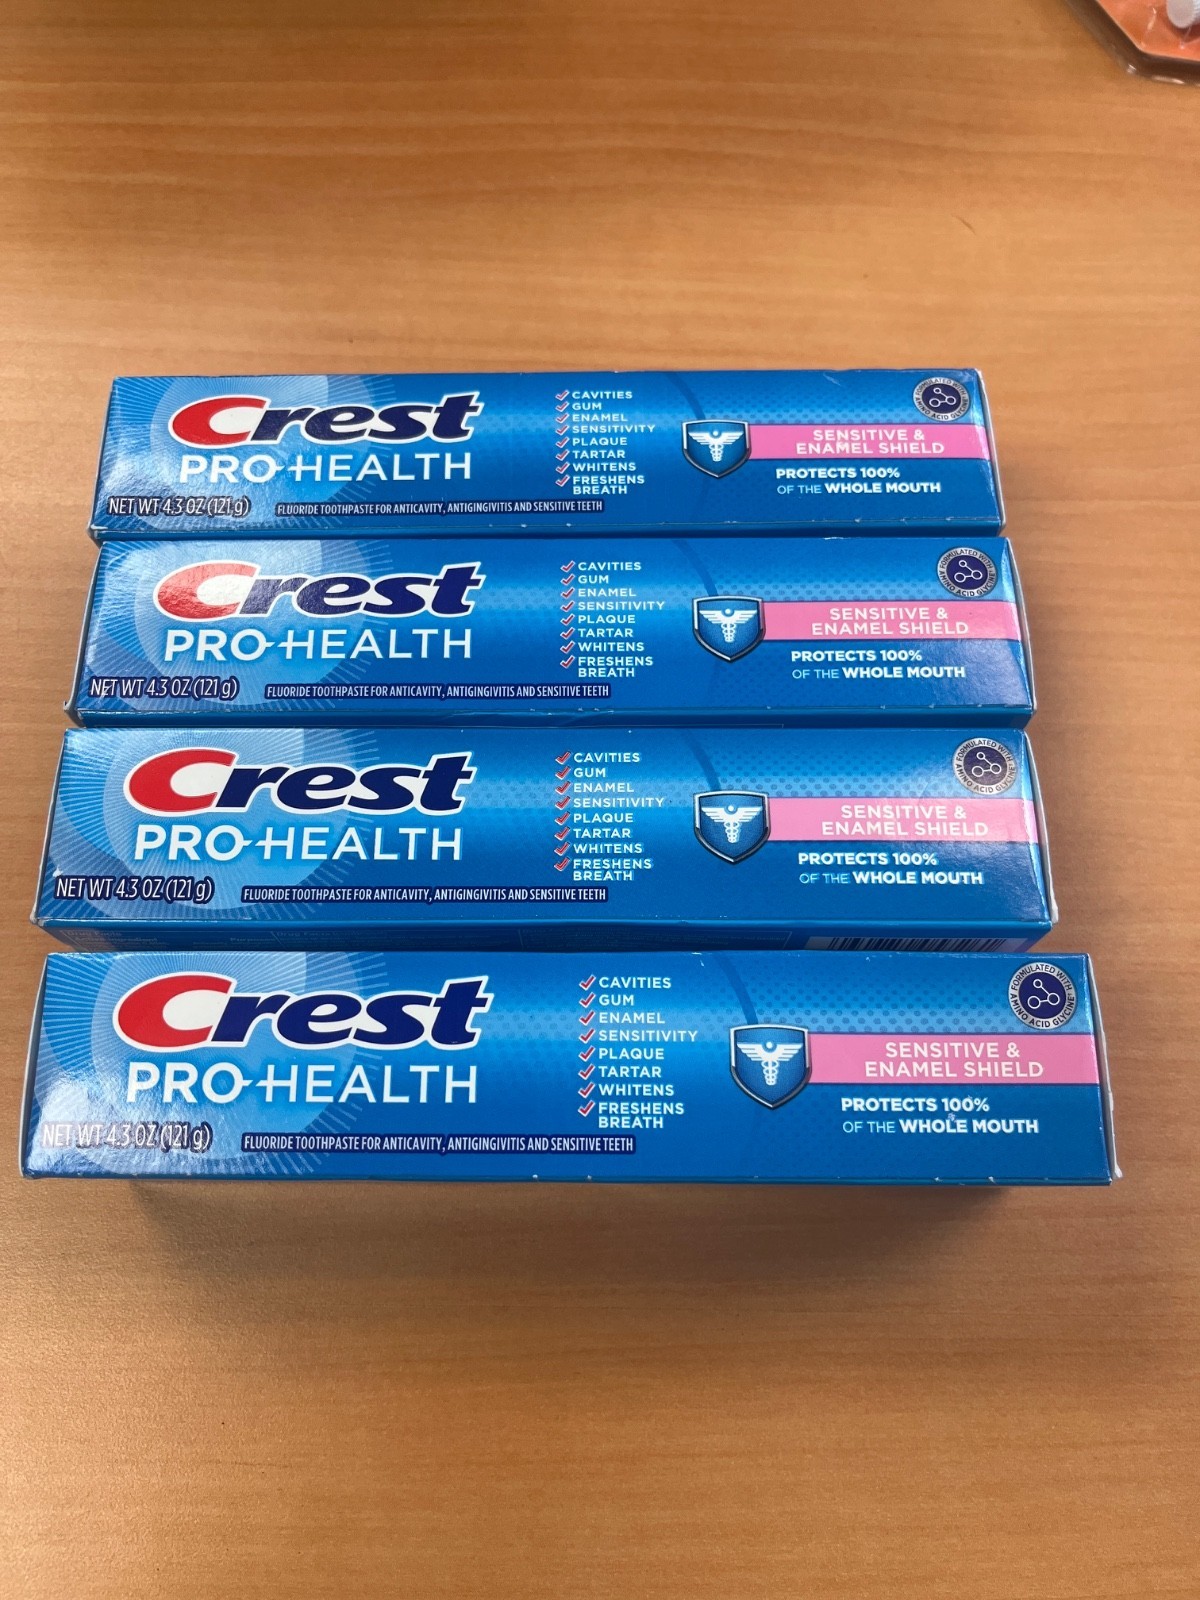 Crest
PRO-HEALTH
NET WT 4.3 OZ (121 g)
FLUORIDE TOOTHPASTE FOR ANTICAVITY, ANTIGINGIVITIS AND SENSITIVE TEETH
CAVITIES
GUM
ENAMEL
SENSITIVITY
PLAQUE
TARTAR
WHITENS
FRESHENS
BREATH
FORMULATED WITH AMINO ACID GLYCINE
SENSITIVE &
ENAMEL SHIELD
PROTECTS 100%
OF THE WHOLE MOUTH
Crest
PRO-HEALTH
NET WT 4.3 OZ (121 g)
FLUORIDE TOOTHPASTE FOR ANTICAVITY, ANTIGINGIVITIS AND SENSITIVE TEETH
CAVITIES
GUM
ENAMEL
SENSITIVITY
PLAQUE
TARTAR
WHITENS
FRESHENS
BREATH
FORMULATED WITH AMINO ACID GLYCINE
SENSITIVE &
ENAMEL SHIELD
PROTECTS 100%
OF THE WHOLE MOUTH
Crest
PRO-HEALTH
NET WT 4.3 OZ (121 g)
FLUORIDE TOOTHPASTE FOR ANTICAVITY, ANTIGINGIVITIS AND SENSITIVE TEETH
CAVITIES
GUM
ENAMEL
SENSITIVITY
PLAQUE
TARTAR
WHITENS
FRESHENS
BREATH
FORMULATED WITH AMINO ACID GLYCINE
SENSITIVE &
ENAMEL SHIELD
PROTECTS 100%
OF THE WHOLE MOUTH
Drug Facts
Crest
PRO-HEALTH
NET WT 4.3 OZ (121 g)
FLUORIDE TOOTHPASTE FOR ANTICAVITY, ANTIGINGIVITIS AND SENSITIVE TEETH
CAVITIES
GUM
ENAMEL
SENSITIVITY
PLAQUE
TARTAR
WHITENS
FRESHENS
BREATH
FORMULATED WITH AMINO ACID GLYCINE
SENSITIVE &
ENAMEL SHIELD
PROTECTS 100%
OF THE WHOLE MOUTH